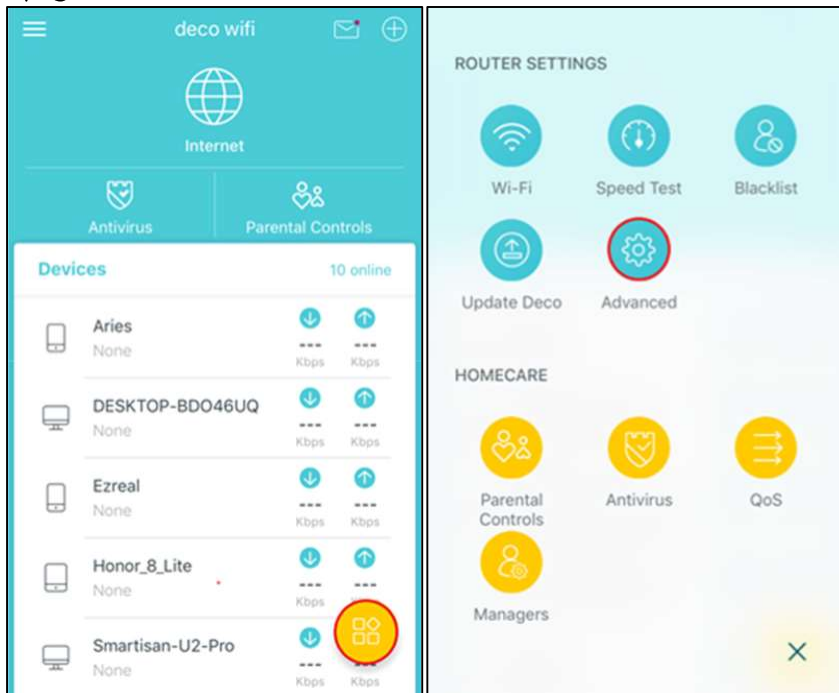 deco wifi
Internet
Antivirus
Parental Controls
Devices
10 online
Aries
None
---
---
Kbps
Kbps
DESKTOP-BDO46UQ
None
---
---
Kbps
Kbps
Ezreal
None
---
---
Kbps
Kbps
Honor_8_Lite
None
---
---
Kbps
Smartisan-U2-Pro
None
---
---
Kbps
Kbps
ROUTER SETTINGS
Wi-Fi
Speed Test
Blacklist
Update Deco
Advanced
HOMECARE
Parental
Controls
Antivirus
QoS
Managers